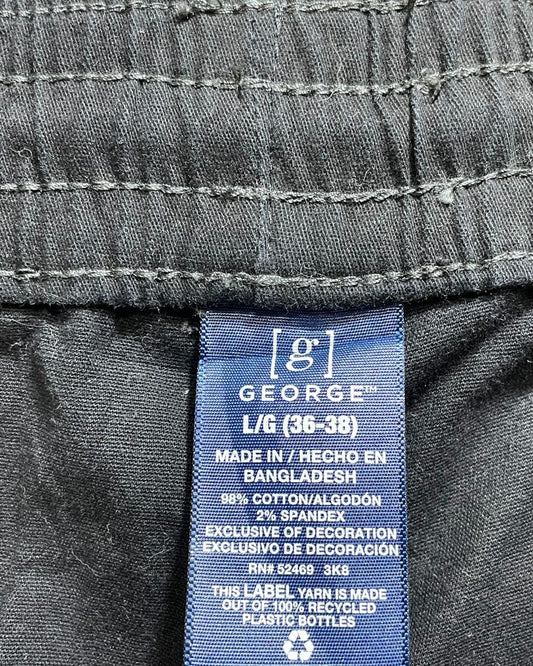 [g]
GEORGE™
L/G (36-38)
MADE IN / HECHO EN
BANGLADESH
98% COTTON/ALGODÓN
2% SPANDEX
EXCLUSIVE OF DECORATION
EXCLUSIVO DE DECORACIÓN
RN# 52469 3K8
THIS LABEL YARN IS MADE
OUT OF 100% RECYCLED
PLASTIC BOTTLES